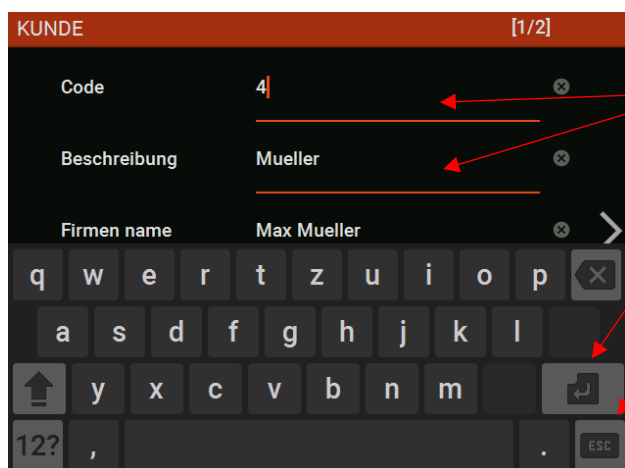 KUNDE [1/2]
Code 4
Beschreibung Mueller
Firmen name Max Mueller
q w e r t z u i o p
a s d f g h j k l
y x c v b n m
12? , . ESC